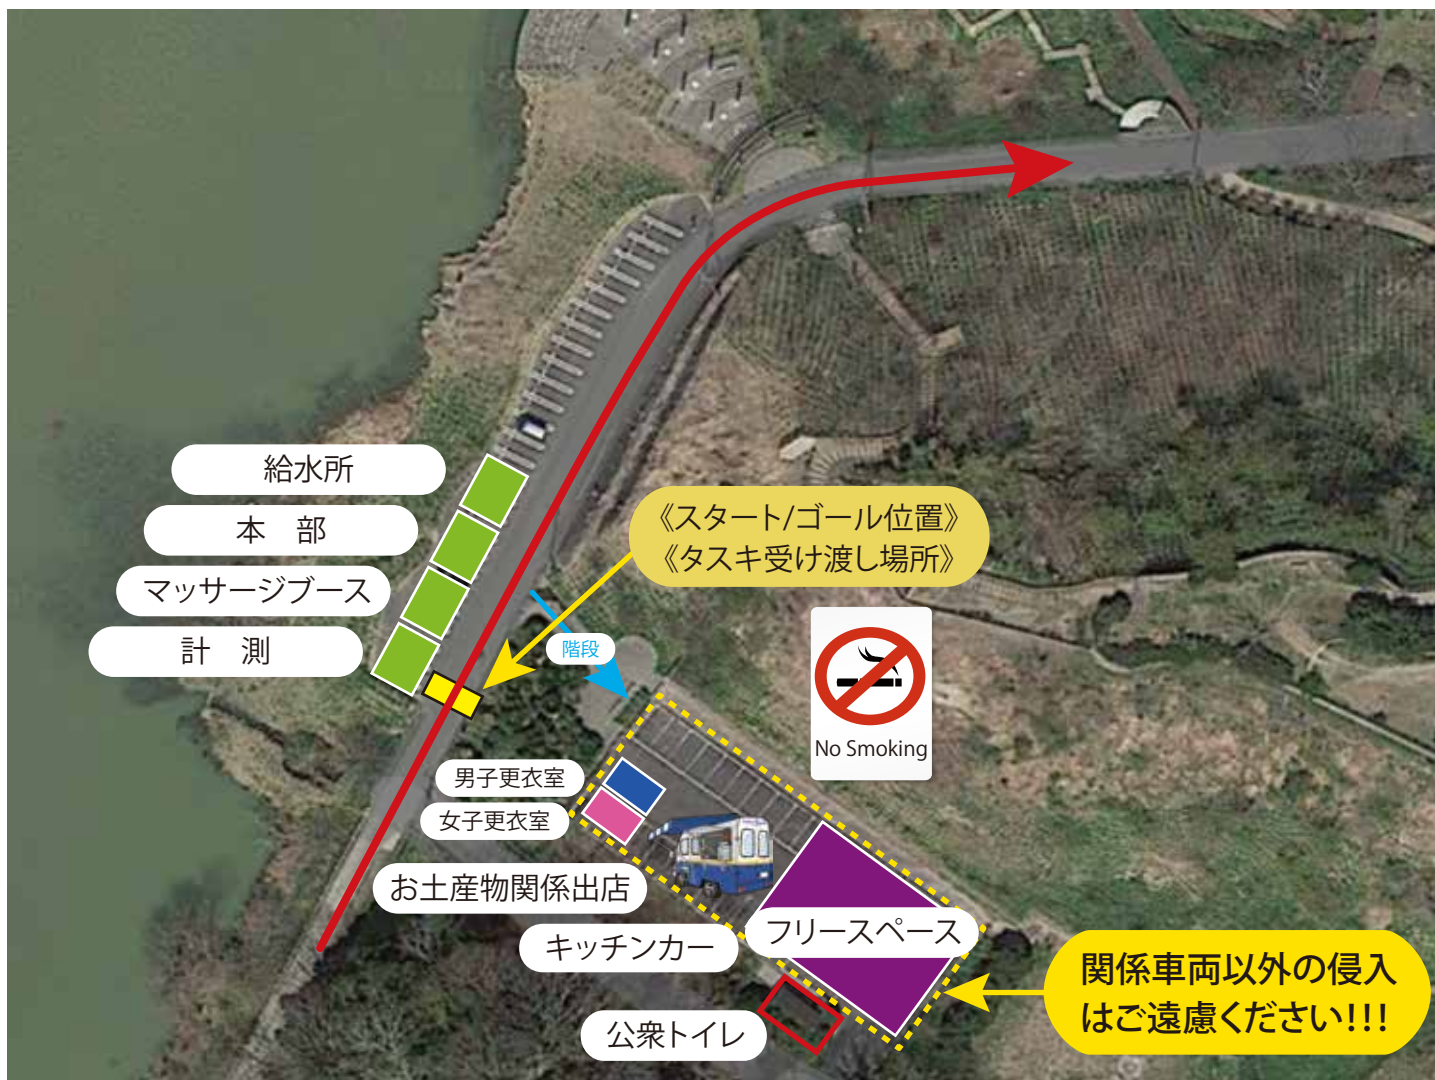 給水所
本　部
マッサージブース
計　測
《スタート/ゴール位置》
《タスキ受け渡し場所》
階段
No Smoking
男子更衣室
女子更衣室
お土産物関係出店
キッチンカー
フリースペース
公衆トイレ
関係車両以外の侵入
はご遠慮ください!!!